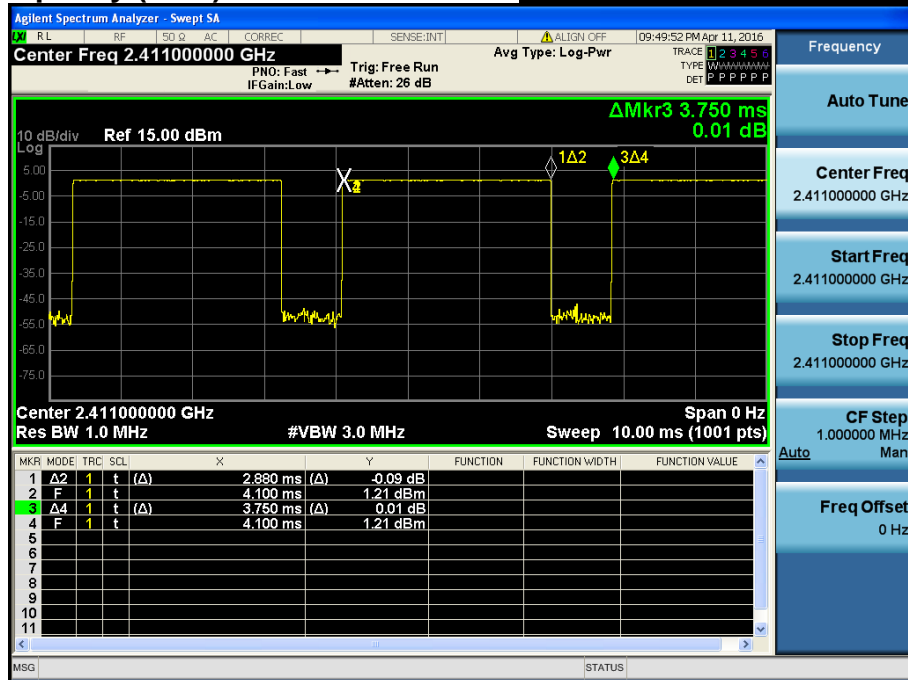 Agilent Spectrum Analyzer - Swept SA
LXI RL RF 50 Ω AC CORREC SENSE:INT ALIGN OFF 09:49:52 PM Apr 11, 2016
Center Freq 2.411000000 GHz
PNO: Fast
IFGain:Low
Trig: Free Run
#Atten: 26 dB
Avg Type: Log-Pwr
TRACE 1 2 3 4 5 6
TYPE WWWWWW
DET P P P P P P
ΔMkr3 3.750 ms
0.01 dB
10 dB/div Ref 15.00 dBm
Log
1Δ2 3Δ4
5.00
-5.00
-15.0
-25.0
-35.0
-45.0
-55.0
-65.0
-75.0
Center 2.411000000 GHz Span 0 Hz
Res BW 1.0 MHz #VBW 3.0 MHz Sweep 10.00 ms (1001 pts)
MKR MODE TRC SCL X Y FUNCTION FUNCTION WIDTH FUNCTION VALUE
1 Δ2 1 t (Δ) 2.880 ms (Δ) -0.09 dB
2 F 1 t 4.100 ms 1.21 dBm
3 Δ4 1 t (Δ) 3.750 ms (Δ) 0.01 dB
4 F 1 t 4.100 ms 1.21 dBm
5
6
7
8
9
10
11
MSG STATUS
Frequency
Auto Tune
Center Freq
2.411000000 GHz
Start Freq
2.411000000 GHz
Stop Freq
2.411000000 GHz
CF Step
1.000000 MHz
Auto Man
Freq Offset
0 Hz